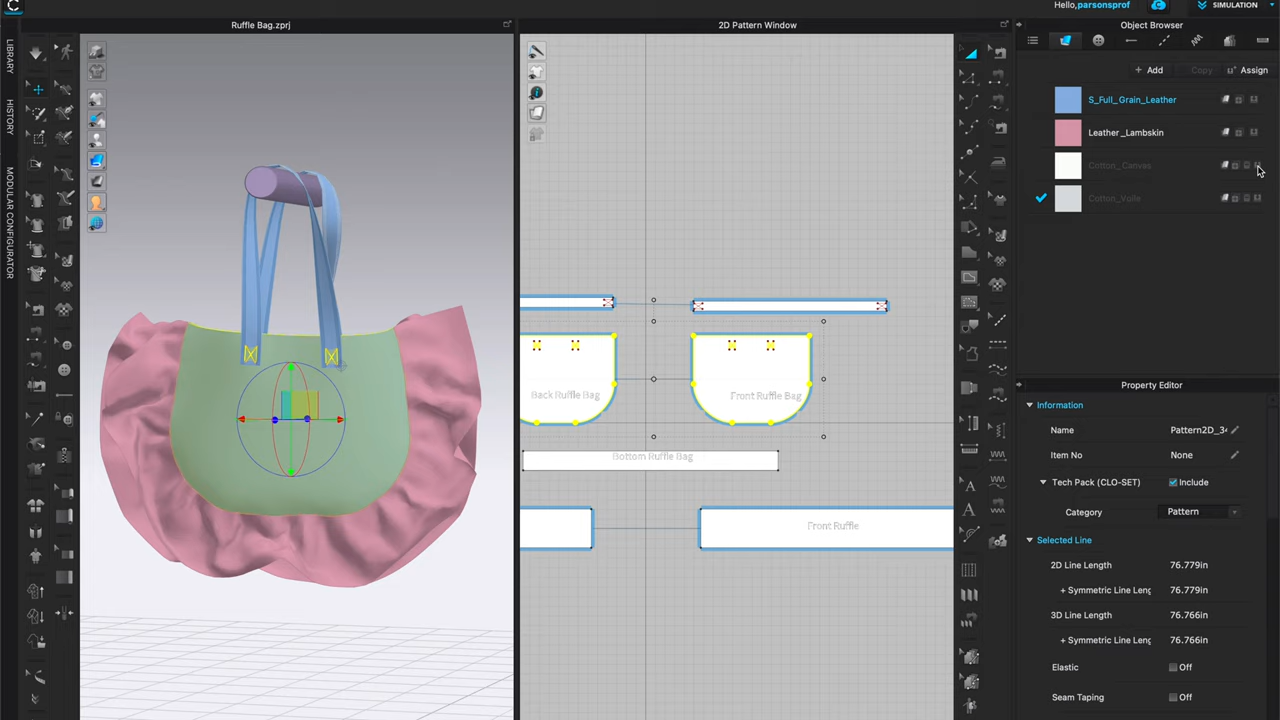 Hello,parsonsprof
SIMULATION
Ruffle Bag.zprj
2D Pattern Window
Object Browser
LIBRARY
HISTORY
MODULAR CONFIGURATOR
+ Add
Copy
Assign
S_Full_Grain_Leather
Leather_Lambskin
Cotton_Canvas
Cotton_Voile
Back Ruffle Bag
Front Ruffle Bag
Bottom Ruffle Bag
Front Ruffle
Property Editor
Information
Name Pattern2D_34
Item No None
Tech Pack (CLO-SET) Include
Category Pattern
Selected Line
2D Line Length 76.779in
+ Symmetric Line Leng 76.779in
3D Line Length 76.766in
+ Symmetric Line Leng 76.766in
Elastic Off
Seam Taping Off